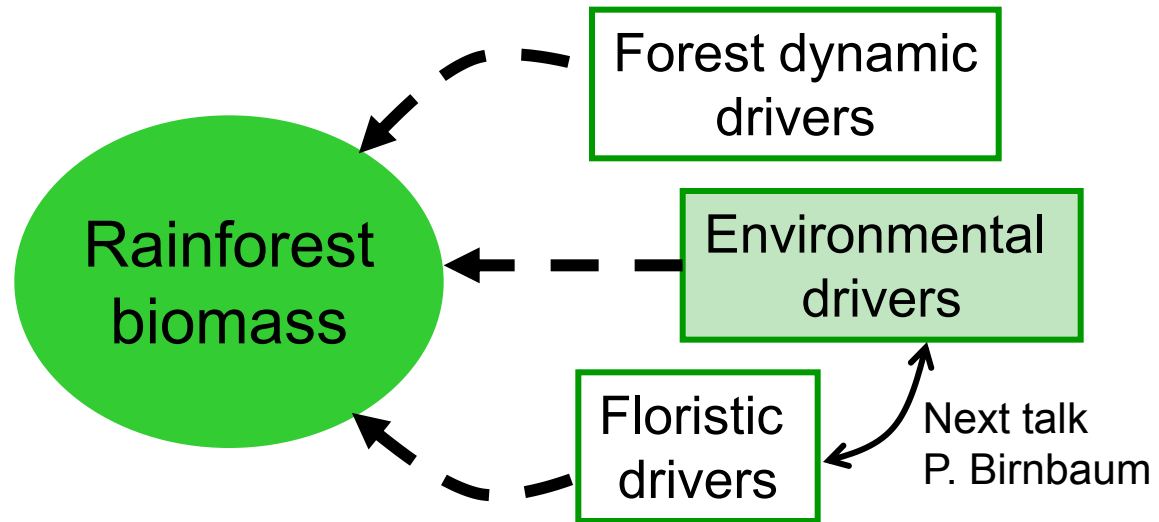 Forest dynamic
drivers
Rainforest
biomass
Environmental
drivers
Floristic
drivers
Next talk
P. Birnbaum